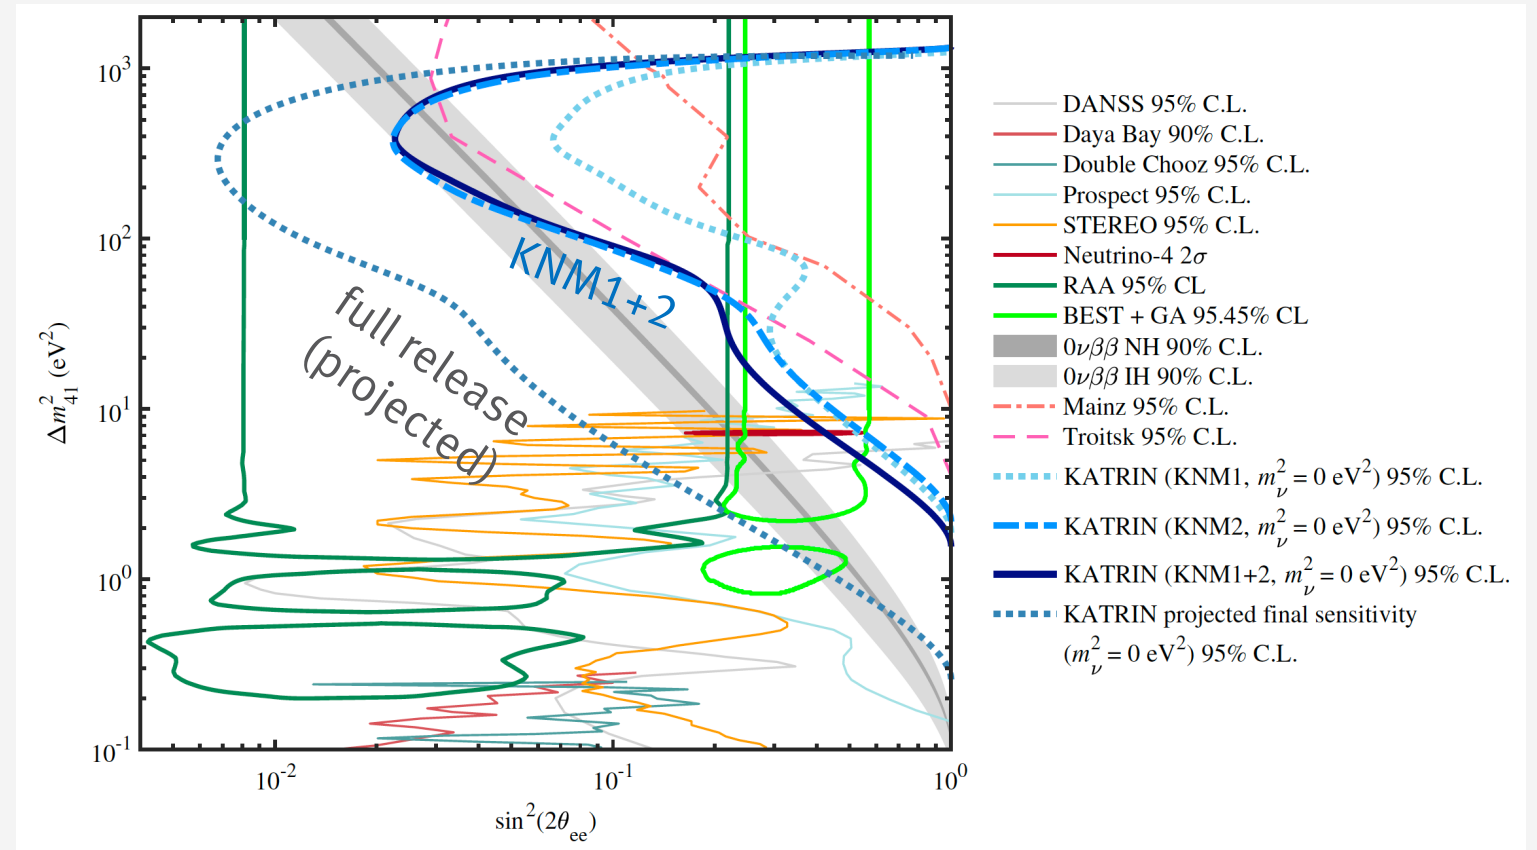 10³
10²
10¹
10⁰
10⁻¹
Δm²₄₁ (eV²)
10⁻²
10⁻¹
10⁰
sin²(2θₑₑ)
KNM1+2
full release
(projected)
DANSS 95% C.L.
Daya Bay 90% C.L.
Double Chooz 95% C.L.
Prospect 95% C.L.
STEREO 95% C.L.
Neutrino-4 2σ
RAA 95% CL
BEST + GA 95.45% CL
0νββ NH 90% C.L.
0νββ IH 90% C.L.
Mainz 95% C.L.
Troitsk 95% C.L.
KATRIN (KNM1, m²ᵥ = 0 eV²) 95% C.L.
KATRIN (KNM2, m²ᵥ = 0 eV²) 95% C.L.
KATRIN (KNM1+2, m²ᵥ = 0 eV²) 95% C.L.
KATRIN projected final sensitivity
(m²ᵥ = 0 eV²) 95% C.L.